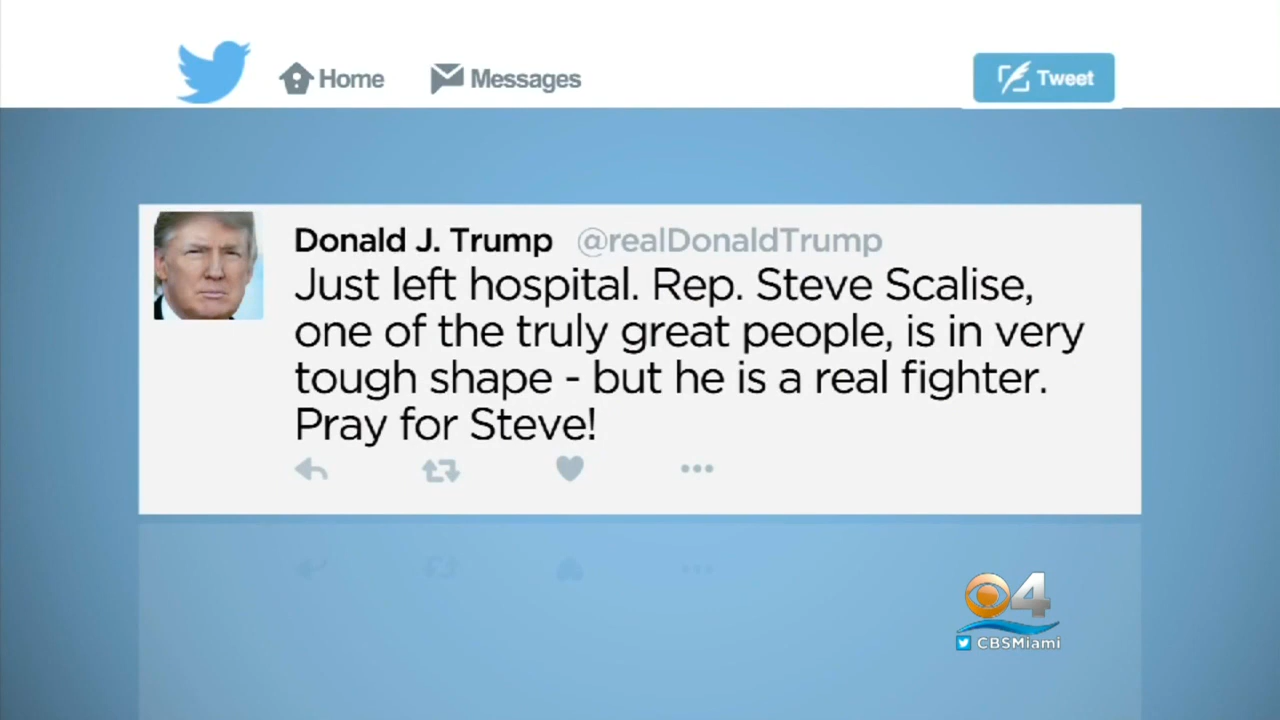 Home Messages Tweet
Donald J. Trump @realDonaldTrump
Just left hospital. Rep. Steve Scalise,
one of the truly great people, is in very
tough shape - but he is a real fighter.
Pray for Steve!
4
CBSMiami